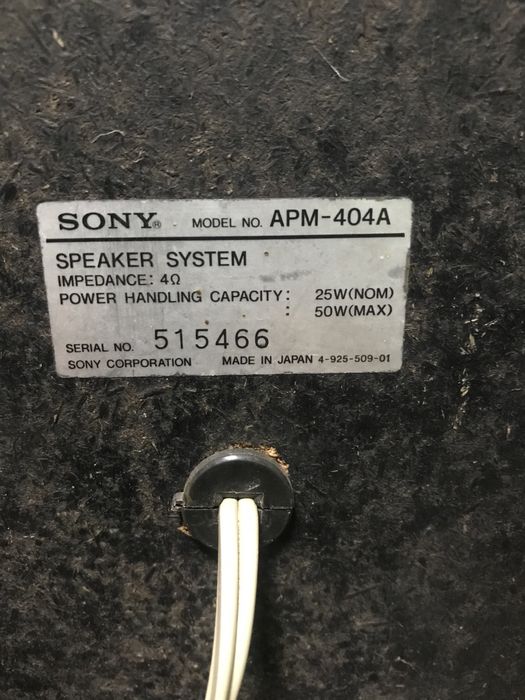 SONY® MODEL NO. APM-404A
SPEAKER SYSTEM
IMPEDANCE: 4Ω
POWER HANDLING CAPACITY: 25W(NOM)
: 50W(MAX)
SERIAL NO. 515466
SONY CORPORATION MADE IN JAPAN 4-925-509-01